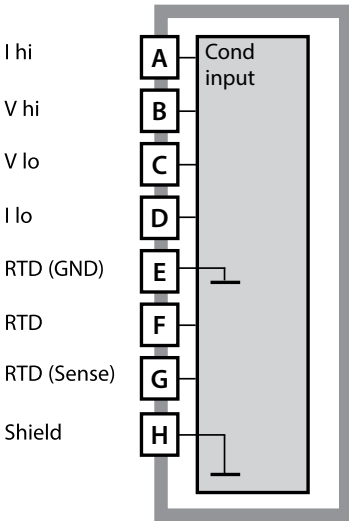 I hi
A
Cond
input
V hi
B
V lo
C
I lo
D
RTD (GND)
E
RTD
F
RTD (Sense)
G
Shield
H